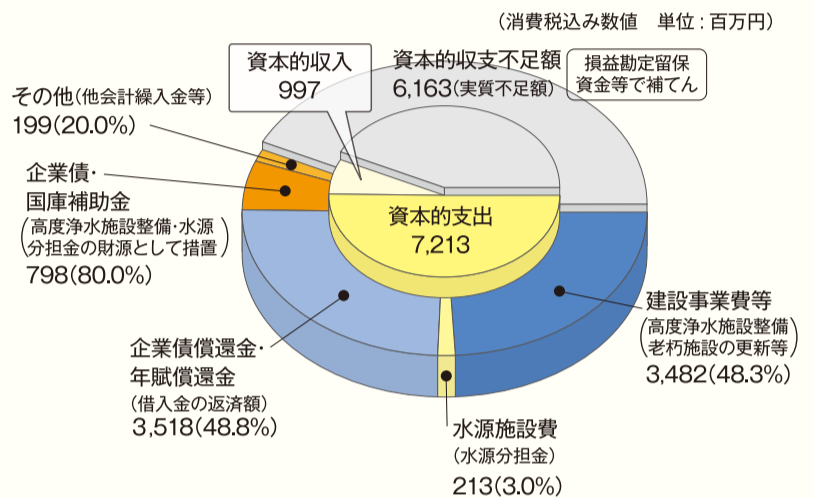 （消費税込み数値　単位：百万円）
資本的収入
997
資本的収支不足額
6,163(実質不足額)
損益勘定留保
資金等で補てん
その他(他会計繰入金等)
199(20.0%)
企業債・
国庫補助金
(高度浄水施設整備・水源
分担金の財源として措置)
798(80.0%)
資本的支出
7,213
建設事業費等
(高度浄水施設整備
老朽施設の更新等)
3,482(48.3%)
企業債償還金・
年賦償還金
(借入金の返済額)
3,518(48.8%)
水源施設費
(水源分担金)
213(3.0%)